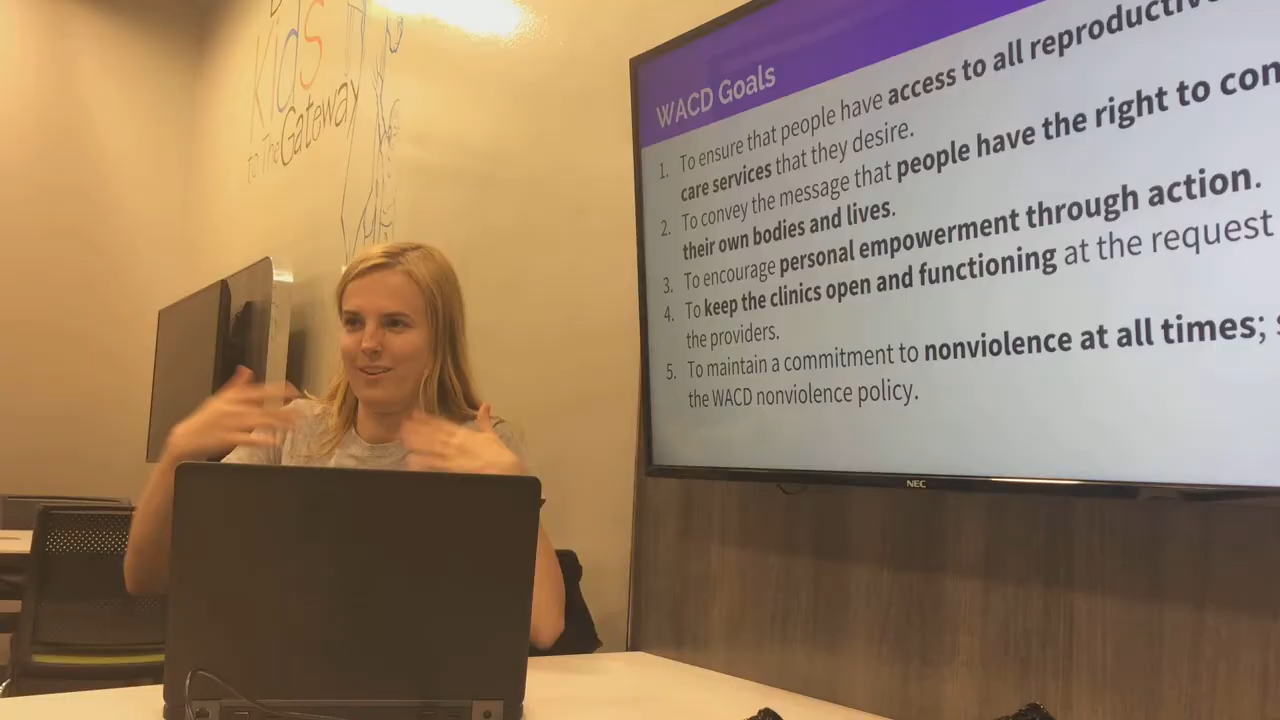 Kids
to The Gateway
WACD Goals
1. To ensure that people have access to all reproductive
care services that they desire.
2. To convey the message that people have the right to con
their own bodies and lives.
3. To encourage personal empowerment through action.
4. To keep the clinics open and functioning at the request
the providers.
5. To maintain a commitment to nonviolence at all times;
the WACD nonviolence policy.
NEC